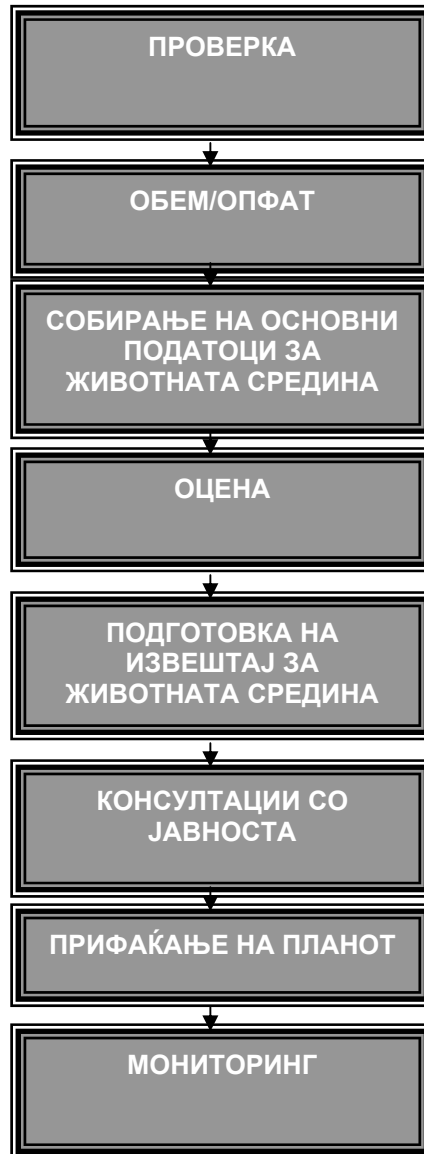 ПРОВЕРКА
ОБЕМ/ОПФАТ
СОБИРАЊЕ НА ОСНОВНИ
ПОДАТОЦИ ЗА
ЖИВОТНАТА СРЕДИНА
ОЦЕНА
ПОДГОТОВКА НА
ИЗВЕШТАЈ ЗА
ЖИВОТНАТА СРЕДИНА
КОНСУЛТАЦИИ СО
ЈАВНОСТА
ПРИФАЌАЊЕ НА ПЛАНОТ
МОНИТОРИНГ